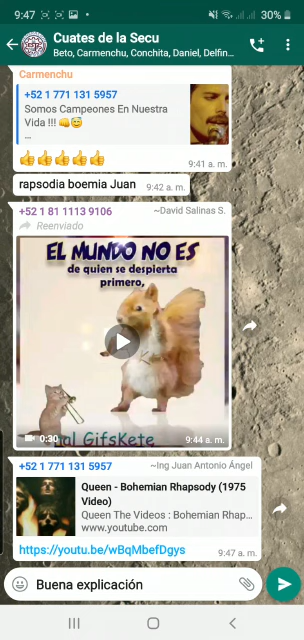 9:47
30%
Cuates de la Secu
Beto, Carmenchu, Conchita, Daniel, Delfin...
Carmenchu
+52 1 771 131 5957
Somos Campeones En Nuestra
Vida !!! 👊😇
...
👍👍👍👍👍
9:41 a. m.
rapsodia boemia Juan
9:42 a. m.
+52 1 81 1113 9106
~David Salinas S.
Reenviado
EL MUNDO NO ES
de quien se despierta
primero,
al GifsKete
0:30
9:44 a. m.
+52 1 771 131 5957
~Ing Juan Antonio Ángel
Queen - Bohemian Rhapsody (1975
Video)
Queen The Videos : Bohemian Rhap...
www.youtube.com
https://youtu.be/wBqMbefDgys
9:47 a. m.
Buena explicación